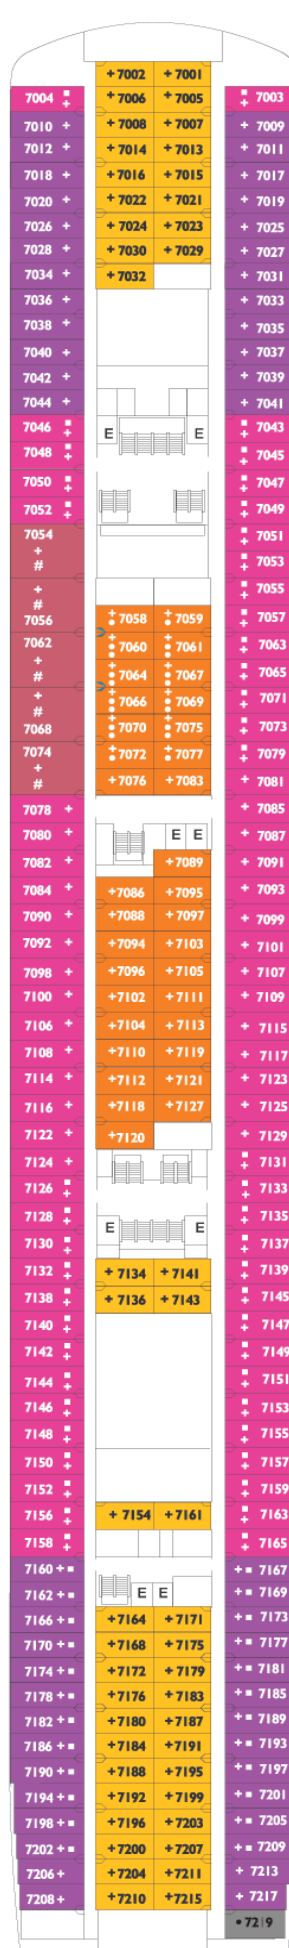 + 7002 + 7001
7004 + 7006 + 7005 + 7003
7010 + + 7008 + 7007 + 7009
7012 + + 7014 + 7013 + 7011
7018 + + 7016 + 7015 + 7017
7020 + + 7022 + 7021 + 7019
7026 + + 7024 + 7023 + 7025
7028 + + 7030 + 7029 + 7027
7034 + + 7032 + 7031
7036 + + 7033
7038 + + 7035
7040 + + 7037
7042 + + 7039
7044 + + 7041
7046 + E E + 7043
7048 + + 7045
7050 + + 7047
7052 + + 7049
7054 + # + 7051
+ 7053
+ # 7056 + 7055
+ 7058 + 7059 + 7057
7062 + # + 7060 + 7061 + 7063
+ 7064 + 7067 + 7065
+ # 7068 + 7066 + 7069 + 7071
+ 7070 + 7075 + 7073
7074 + # + 7072 + 7077 + 7079
+ 7076 + 7083 + 7081
7078 + + 7085
7080 + E E + 7087
7082 + + 7089 + 7091
7084 + +7086 +7095 + 7093
7090 + +7088 +7097 + 7099
7092 + +7094 +7103 + 7101
7098 + +7096 +7105 + 7107
7100 + +7102 +7111 + 7109
7106 + +7104 +7113 + 7115
7108 + +7110 +7119 + 7117
7114 + +7112 +7121 + 7123
7116 + +7118 +7127 + 7125
7122 + +7120 + 7129
7124 + + 7131
7126 + + 7133
7128 + E E + 7135
7130 + + 7137
7132 + + 7134 + 7141 + 7139
7138 + + 7136 + 7143 + 7145
7140 + + 7147
7142 + + 7149
7144 + + 7151
7146 + + 7153
7148 + + 7155
7150 + + 7157
7152 + + 7159
7156 + + 7154 +7161 + 7163
7158 + + 7165
7160 + + 7167
7162 + E E + 7169
7166 + +7164 +7171 + 7173
7170 + +7168 +7175 + 7177
7174 + +7172 +7179 + 7181
7178 + +7176 +7183 + 7185
7182 + +7180 +7187 + 7189
7186 + +7184 +7191 + 7193
7190 + +7188 +7195 + 7197
7194 + +7192 +7199 + 7201
7198 + +7196 +7203 + 7205
7202 + +7200 +7207 + 7209
7206 + +7204 +7211 + 7213
7208 + +7210 +7215 + 7217
7219